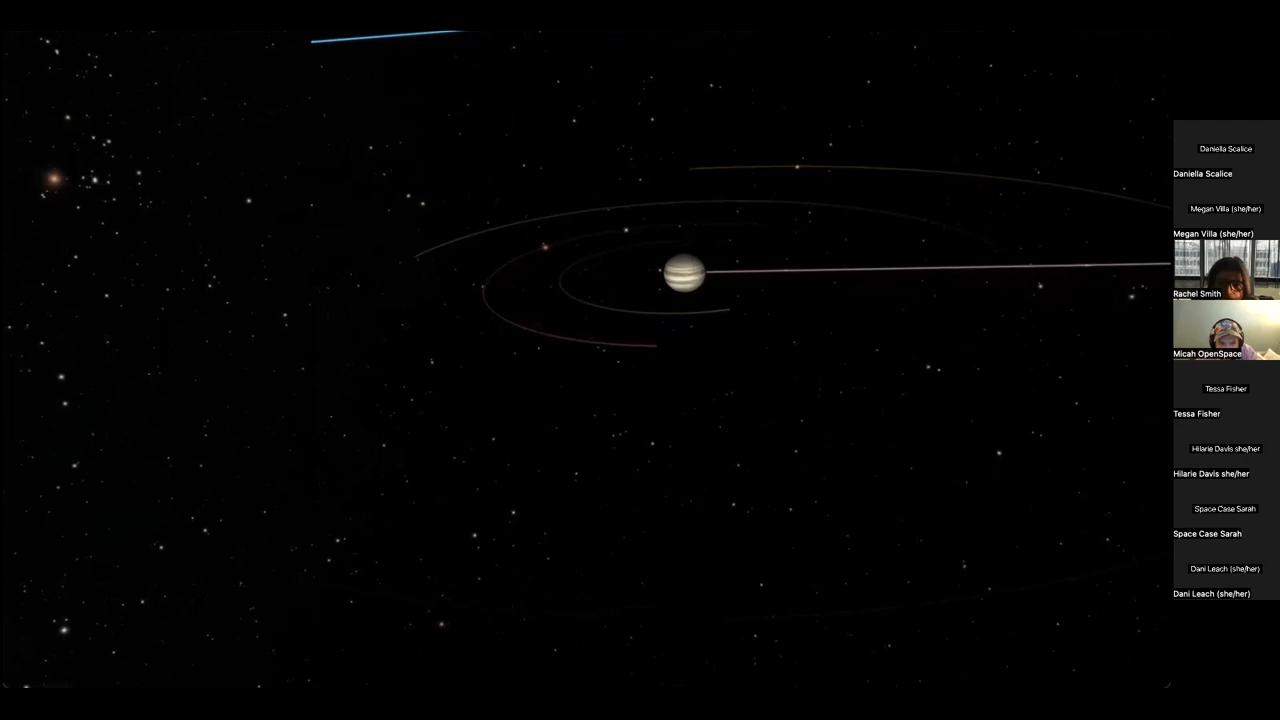 Daniella Scalice
Daniella Scalice
Megan Villa (she/her)
Megan Villa (she/her)
Rachel Smith
Micah OpenSpace
Tessa Fisher
Tessa Fisher
Hilarie Davis she/her
Hilarie Davis she/her
Space Case Sarah
Space Case Sarah
Dani Leach (she/her)
Dani Leach (she/her)